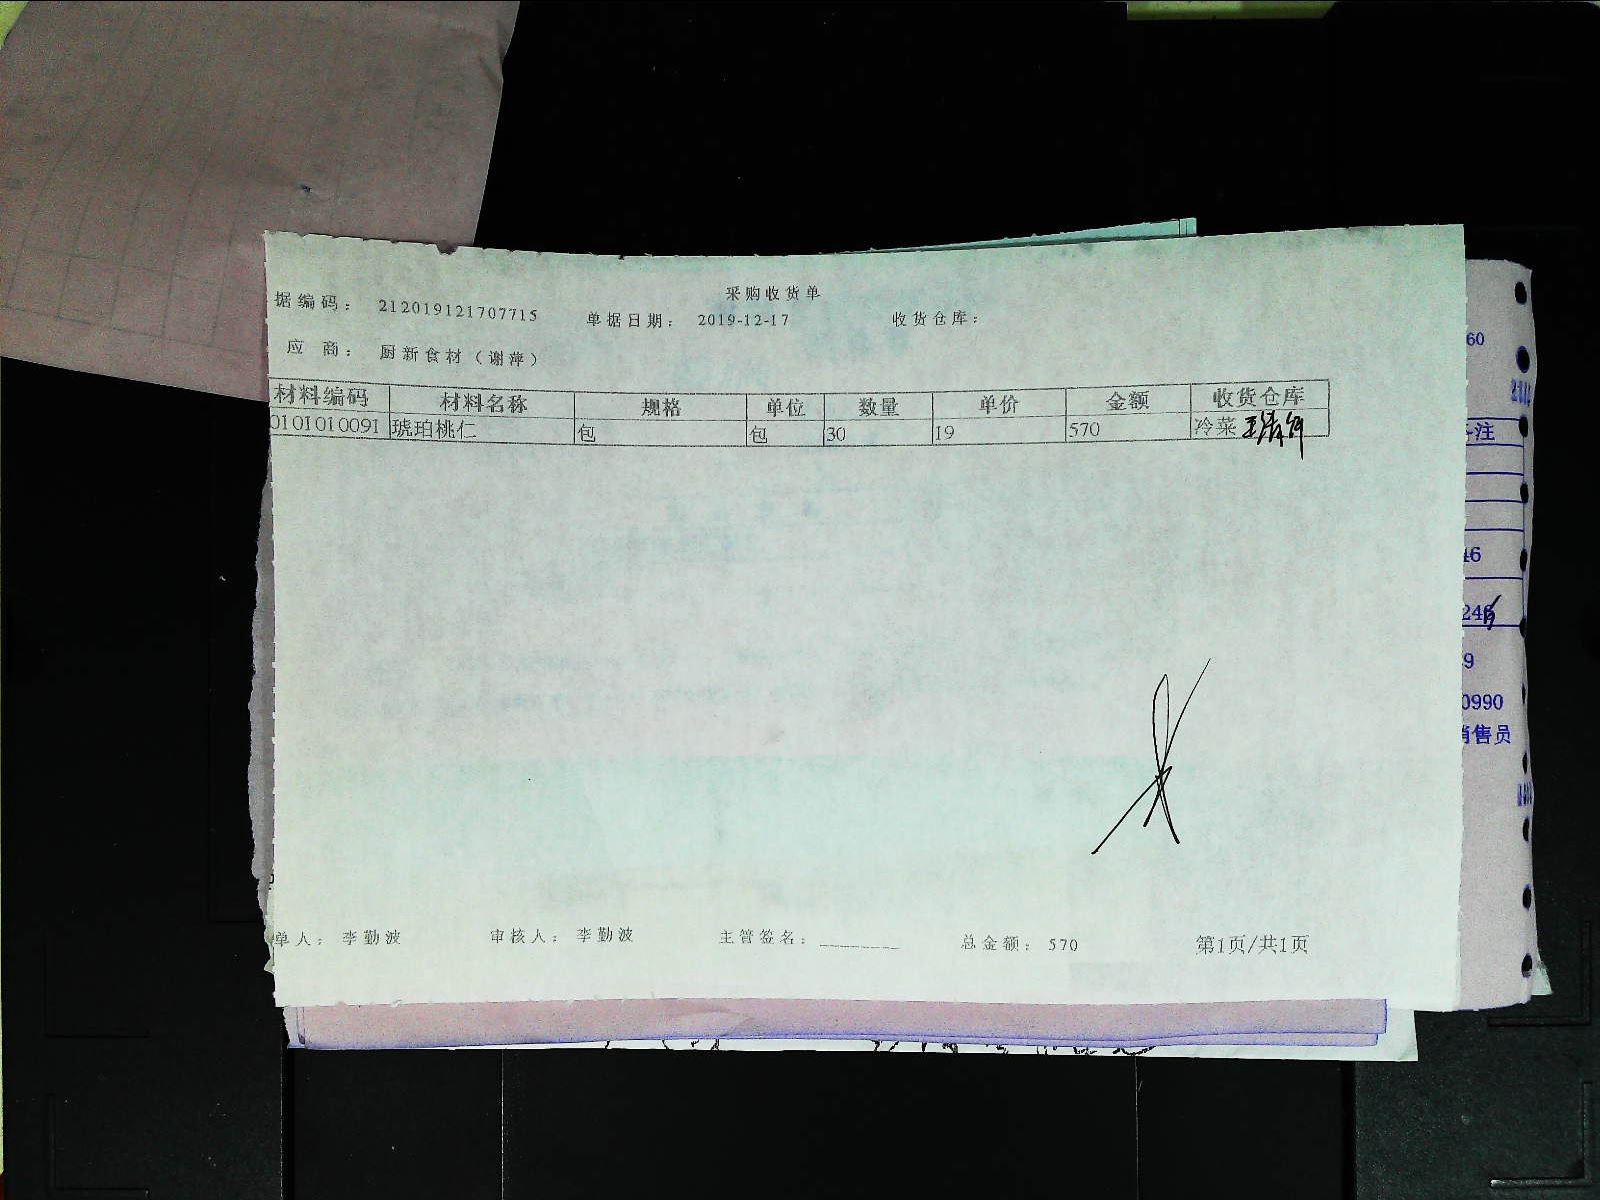 采购收货单
据编码： 212019121707715 单据日期： 2019-12-17 收货仓库：
应 商： 厨新食材（谢萍）
材料编码 材料名称 规格 单位 数量 单价 金额 收货仓库
0101010091 琥珀桃仁 包 包 30 19 570 冷菜
单人： 李勤波 审核人： 李勤波 主管签名： 总金额： 570 第1页/共1页
60
注
46
246
9
0990
销售员